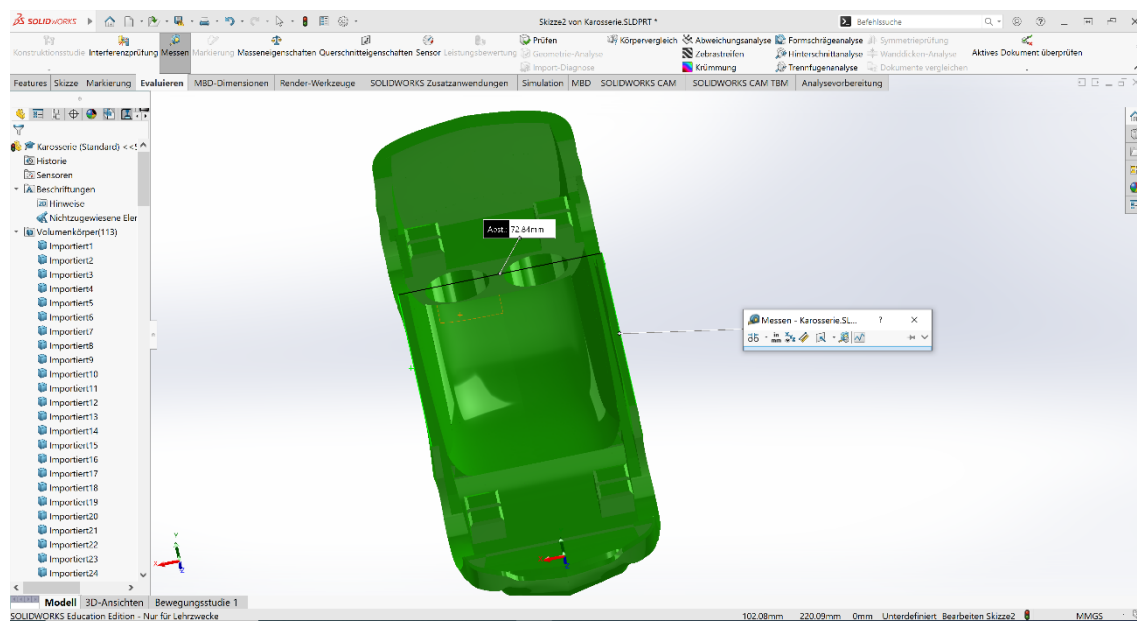 SOLIDWORKS
Skizze2 von Karosserie.SLDPRT *
Befehlssuche
Konstruktionsstudie Interferenzprüfung Messen Markierung Masseneigenschaften Querschnitteigenschaften Sensor Leistungsbewertung
Prüfen
Geometrie-Analyse
Import-Diagnose
Körpervergleich
Abweichungsanalyse
Zebrastreifen
Krümmung
Formschrägeanalyse
Hinterschnittanalyse
Trennfugenanalyse
Symmetrieprüfung
Wanddicken-Analyse
Dokumente vergleichen
Aktives Dokument überprüfen
Features Skizze Markierung Evaluieren MBD-Dimensionen Render-Werkzeuge SOLIDWORKS Zusatzanwendungen Simulation MBD SOLIDWORKS CAM SOLIDWORKS CAM TBM Analysevorbereitung
Karosserie (Standard) <<
Historie
Sensoren
Beschriftungen
Hinweise
Nichtzugewiesene Eler
Volumenkörper(113)
Importiert1
Importiert2
Importiert3
Importiert4
Importiert5
Importiert6
Importiert7
Importiert8
Importiert9
Importiert10
Importiert11
Importiert12
Importiert13
Importiert14
Importiert15
Importiert16
Importiert17
Importiert18
Importiert19
Importiert20
Importiert21
Importiert22
Importiert23
Importiert24
Abst.: 72.84mm
Messen - Karosserie.SL... ? ×
Modell 3D-Ansichten Bewegungsstudie 1
SOLIDWORKS Education Edition - Nur für Lehrzwecke
102.08mm 220.09mm 0mm Unterdefiniert Bearbeiten Skizze2 MMGS